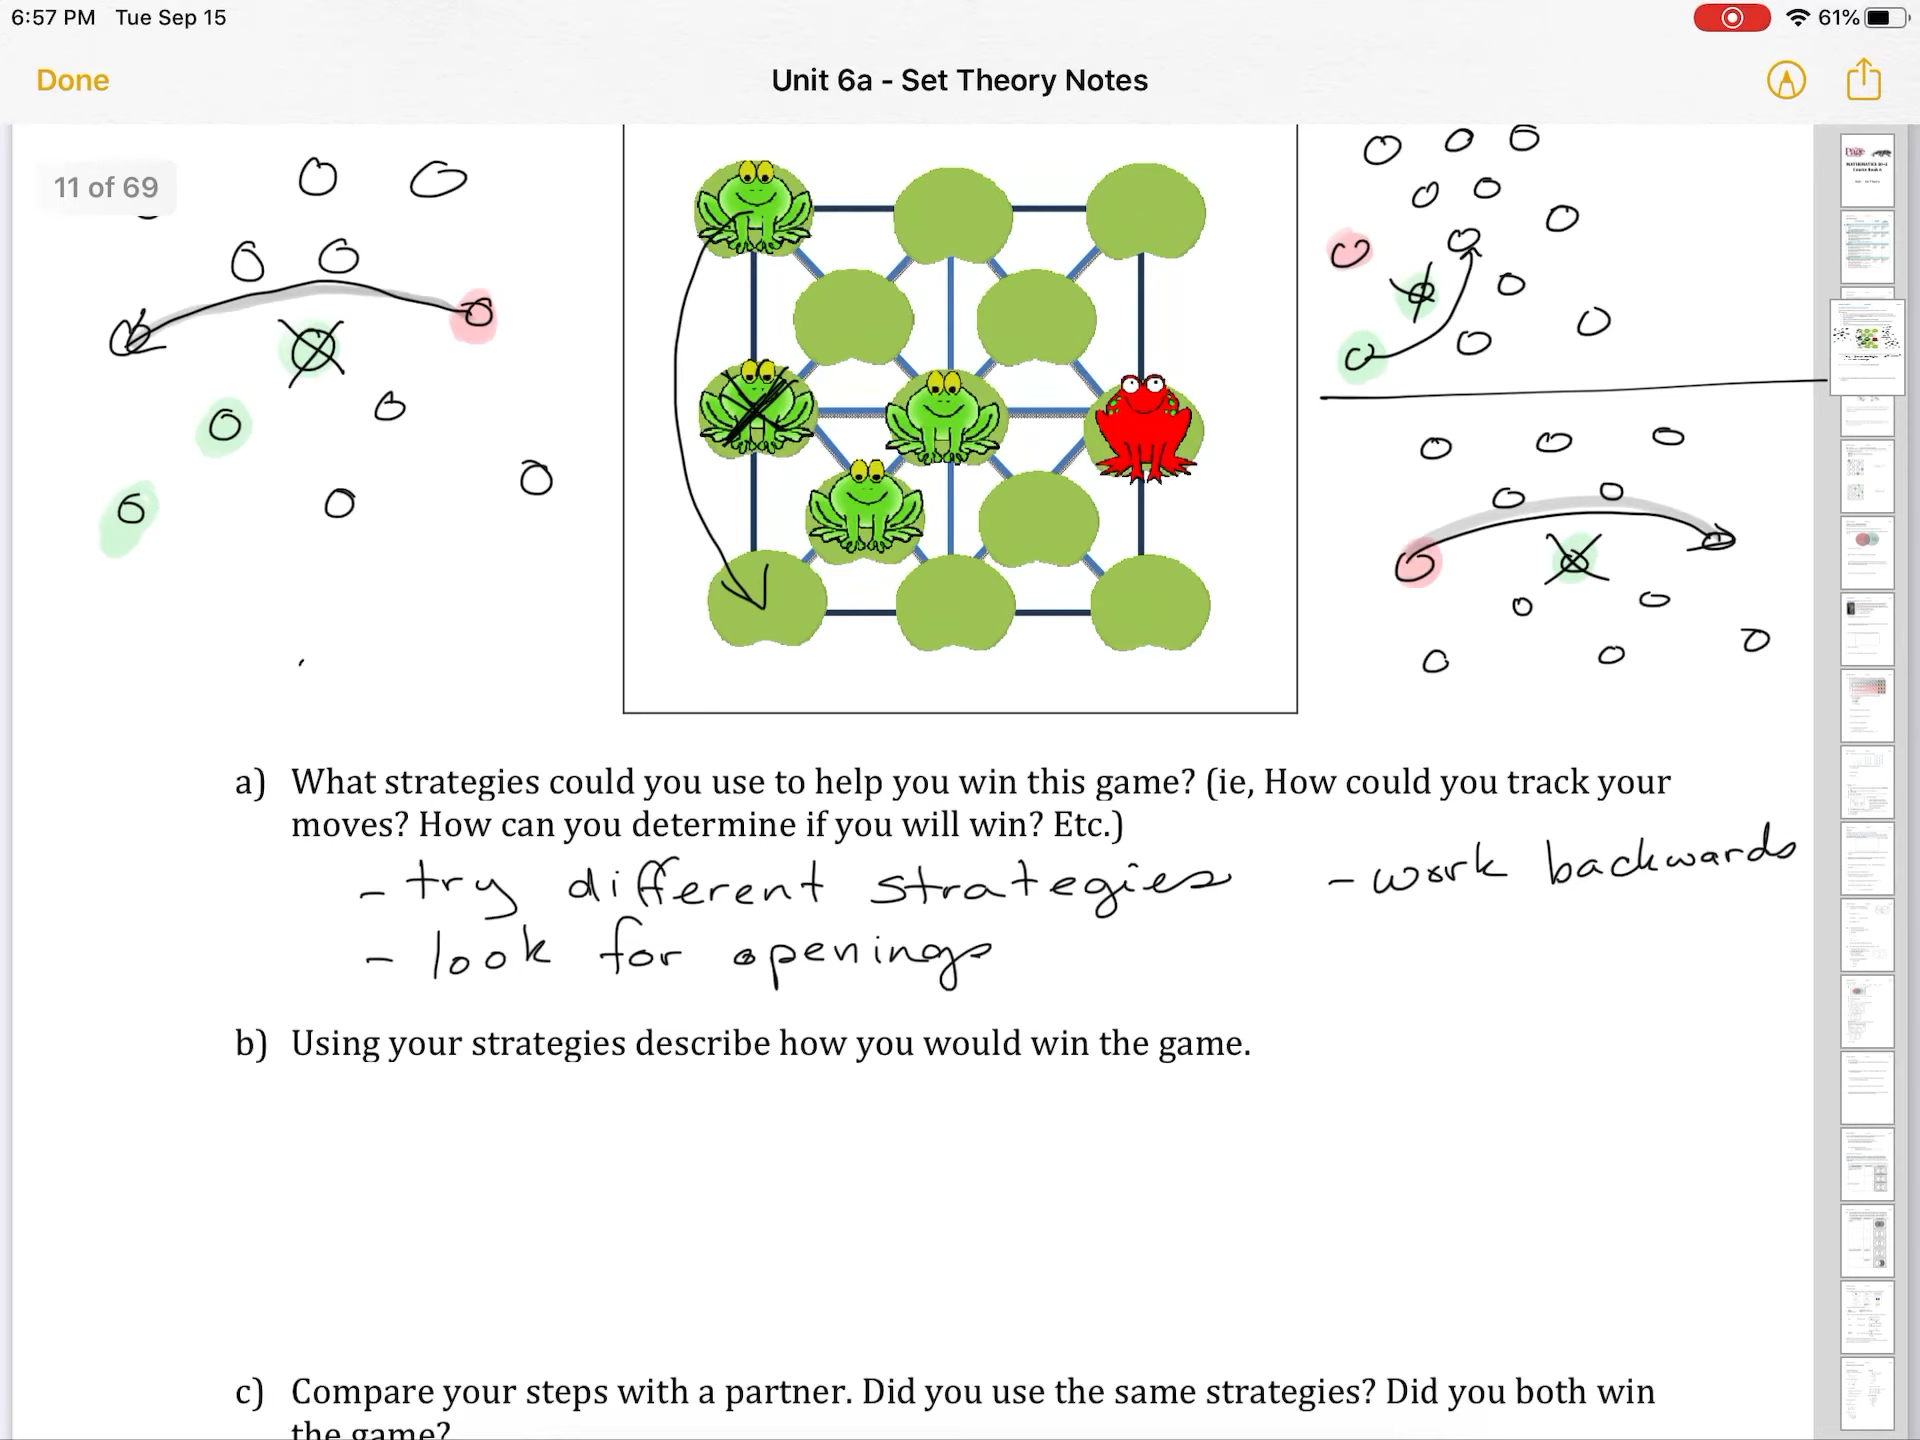 6:57 PM Tue Sep 15
61%
Done
Unit 6a - Set Theory Notes
11 of 69
a) What strategies could you use to help you win this game? (ie, How could you track your
moves? How can you determine if you will win? Etc.)
- try different strategies - work backwards
- look for openings
b) Using your strategies describe how you would win the game.
c) Compare your steps with a partner. Did you use the same strategies? Did you both win
the game?